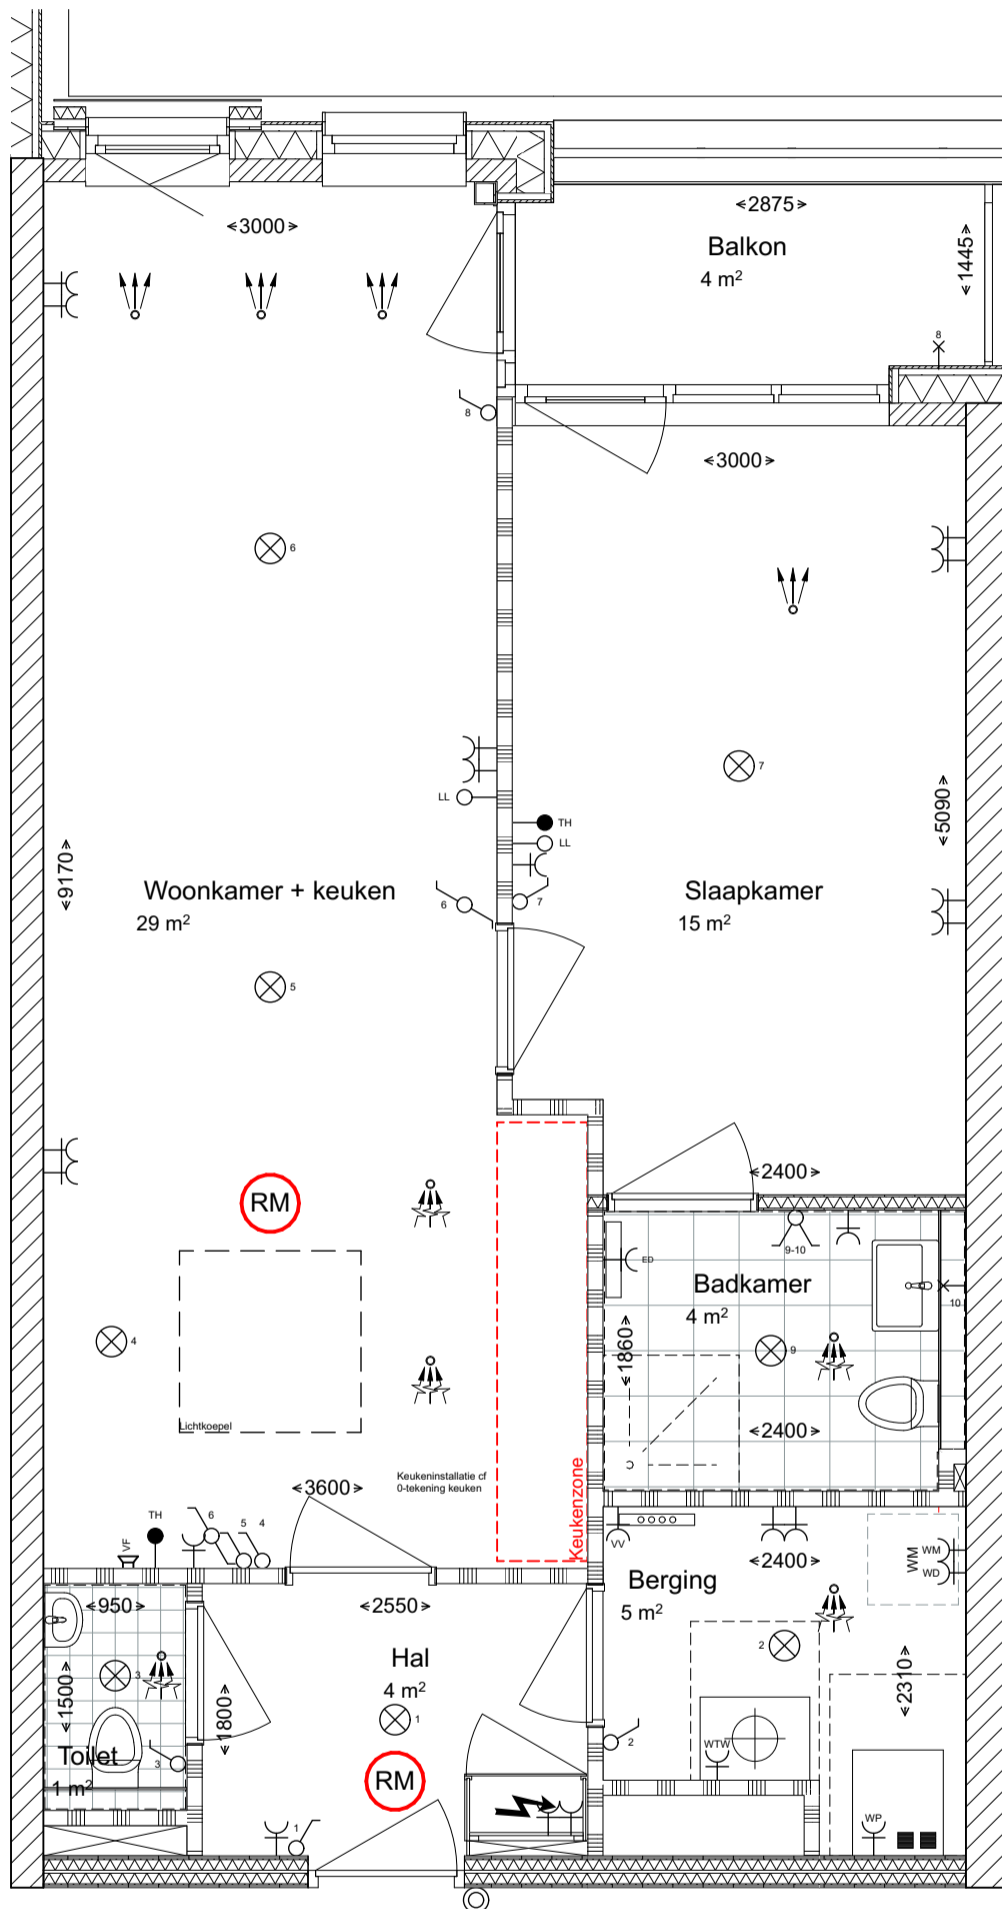 2875
3000
Balkon
4 m²
1445
8
8
3000
6
7
LL
TH
LL
5090
9170
Woonkamer + keuken
29 m²
Slaapkamer
15 m²
6
7
5
2400
RM
9-10
ED
Badkamer
4 m²
10
4
1860
9
Lichtkoepel
2400
3600
Keukeninstallatie cf
0-tekening keuken
Keukenzone
TH
6
5
4
VF
VV
2400
WM
WM
WD
Berging
5 m²
950
2550
2
Hal
4 m²
3
1500
1800
2310
1
2
Toilet
1 m²
3
WTW
RM
1
WP